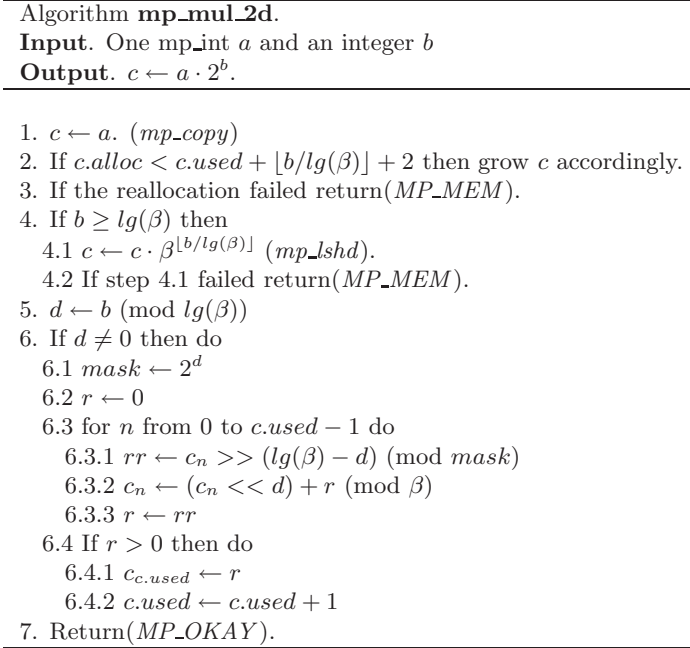 Algorithm mp_mul_2d.
Input. One mp_int a and an integer b
Output. c ← a · 2^b.
1. c ← a. (mp_copy)
2. If c.alloc < c.used + ⌊b/lg(β)⌋ + 2 then grow c accordingly.
3. If the reallocation failed return(MP_MEM).
4. If b ≥ lg(β) then
4.1 c ← c · β^⌊b/lg(β)⌋ (mp_lshd).
4.2 If step 4.1 failed return(MP_MEM).
5. d ← b (mod lg(β))
6. If d ≠ 0 then do
6.1 mask ← 2^d
6.2 r ← 0
6.3 for n from 0 to c.used − 1 do
6.3.1 rr ← c_n >> (lg(β) − d) (mod mask)
6.3.2 c_n ← (c_n << d) + r (mod β)
6.3.3 r ← rr
6.4 If r > 0 then do
6.4.1 c_c.used ← r
6.4.2 c.used ← c.used + 1
7. Return(MP_OKAY).